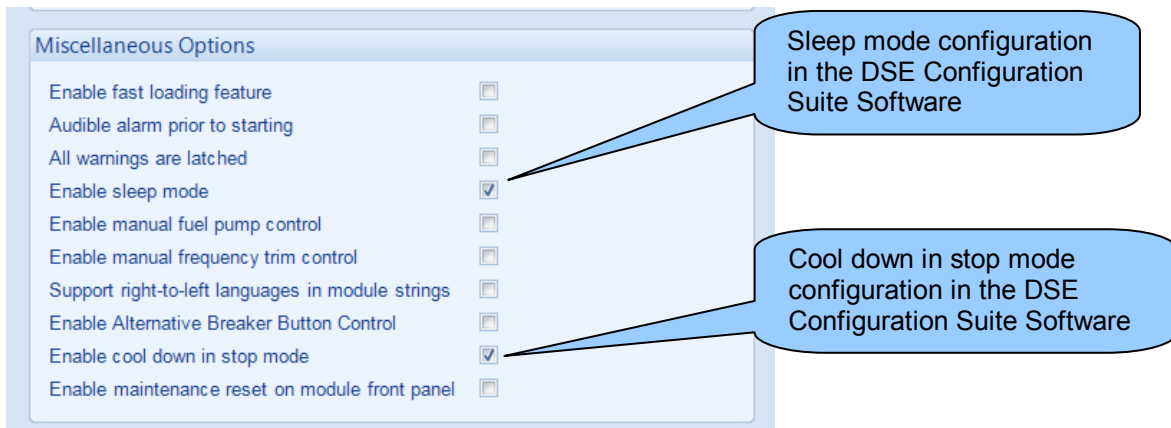 Miscellaneous Options
Enable fast loading feature
Audible alarm prior to starting
All warnings are latched
Enable sleep mode
Enable manual fuel pump control
Enable manual frequency trim control
Support right-to-left languages in module strings
Enable Alternative Breaker Button Control
Enable cool down in stop mode
Enable maintenance reset on module front panel
Sleep mode configuration
in the DSE Configuration
Suite Software
Cool down in stop mode
configuration in the DSE
Configuration Suite Software